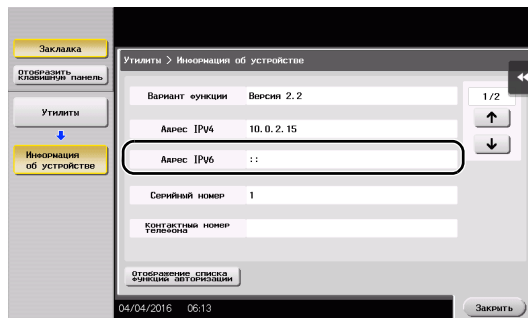 Закладка
Отобразить
клавишную панель
Утилиты
Информация
об устройстве
Утилиты > Информация об устройстве
Вариант функции Версия 2.2
Адрес IPv4 10.0.2.15
Адрес IPv6 ::
Серийный номер 1
Контактный номер
телефона
Отображение списка
функций авторизации
1/2
04/04/2016 06:13
Закрыть